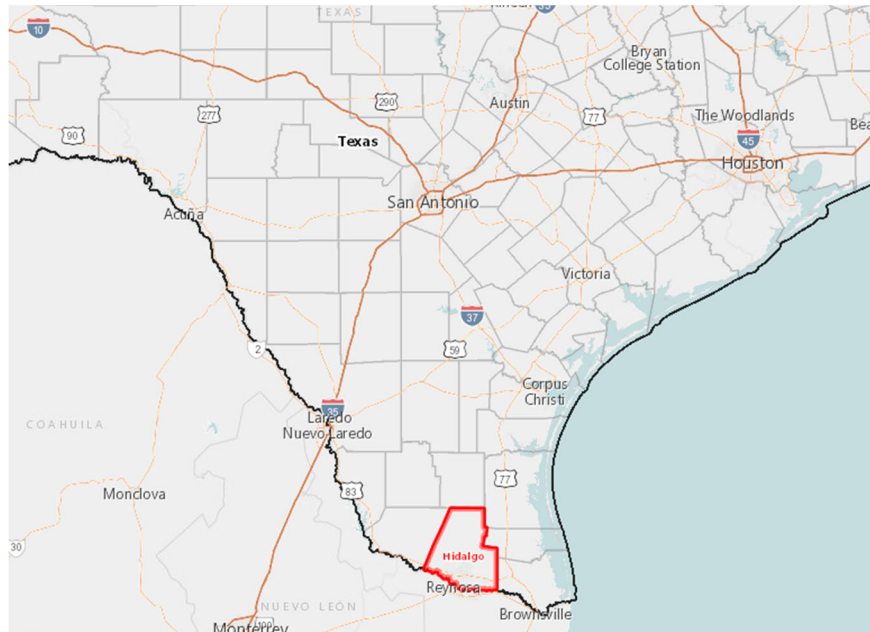 TEXAS
35
10
Bryan
College Station
290
Austin
277
77
The Woodlands
90
Texas
45
Houston
San Antonio
Acuña
Victoria
37
2
59
Corpus
Christi
35
Laredo
Nuevo Laredo
COAHUILA
77
83
Monclova
30
Hidalgo
Reynosa
NUEVO LEÓN
Brownsville
Monterrey